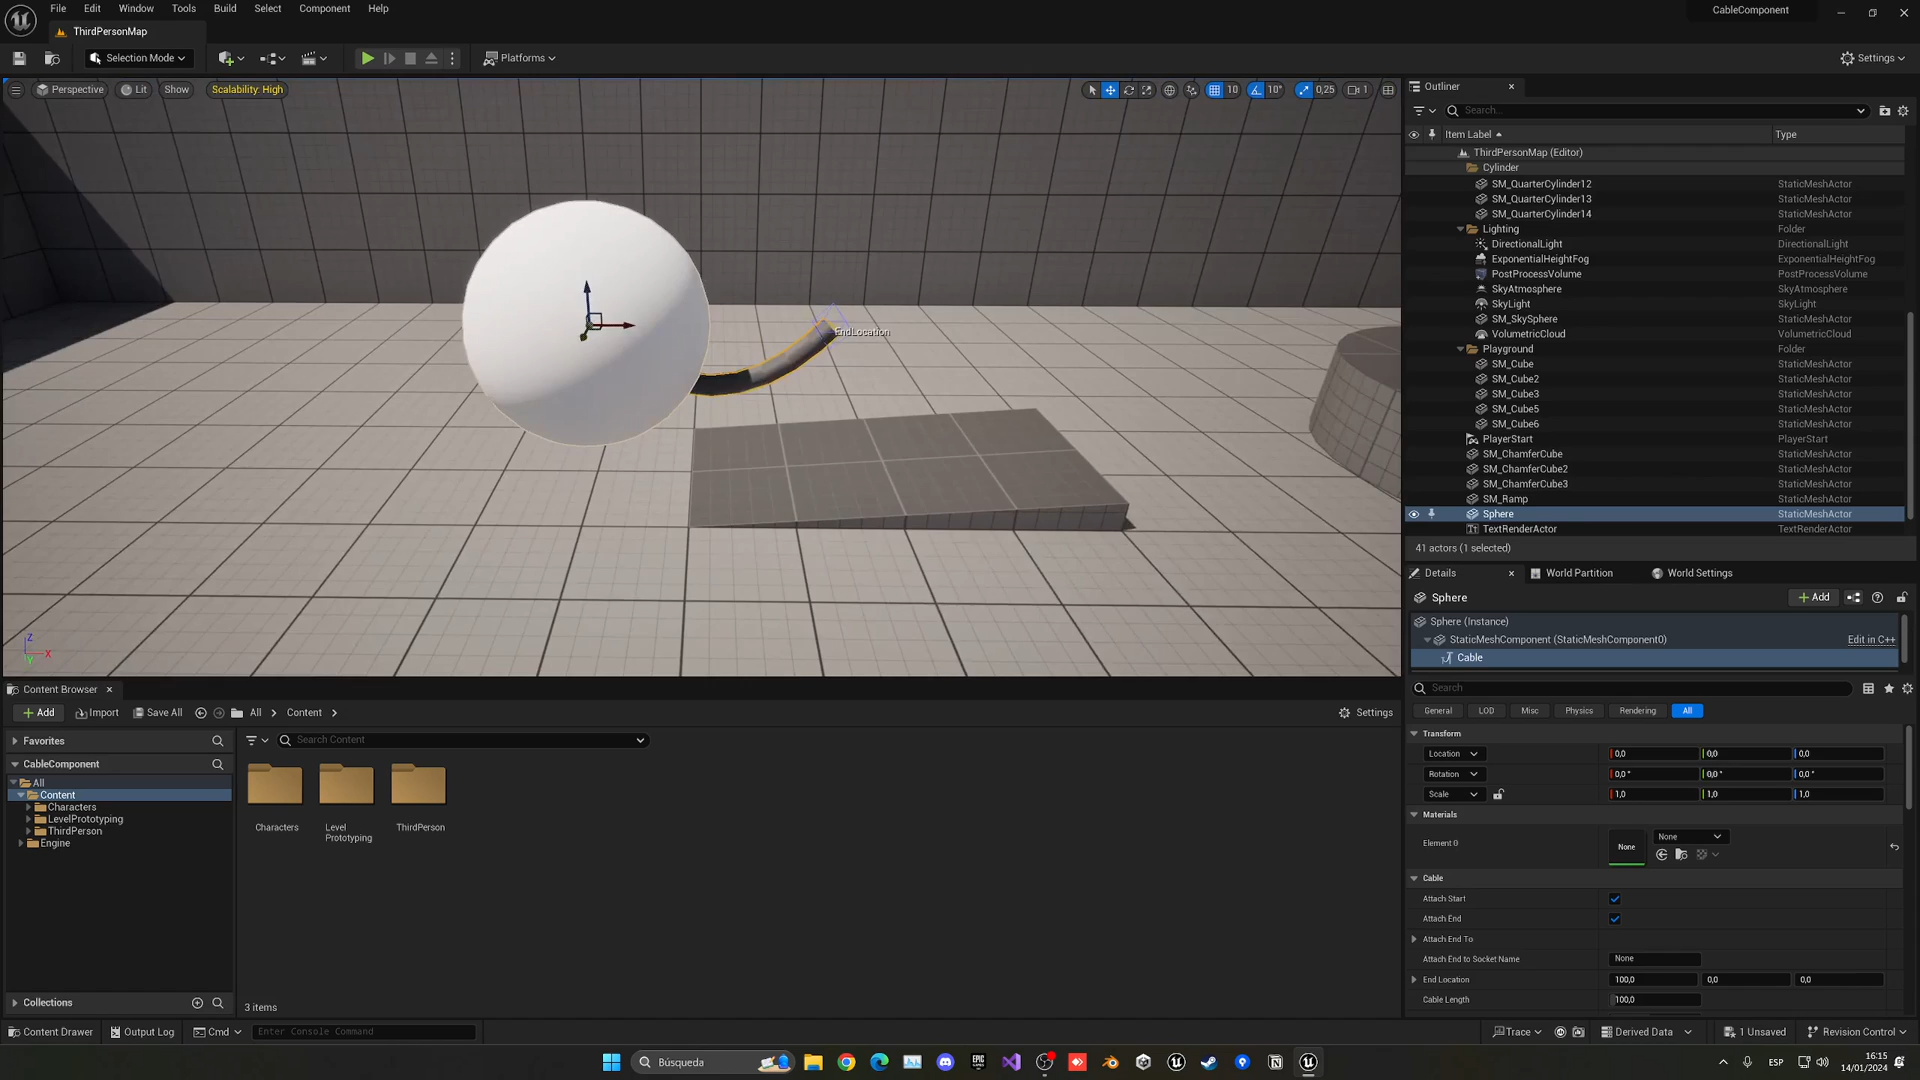 File Edit Window Tools Build Select Component Help
CableComponent
ThirdPersonMap
Selection Mode
Platforms
Settings
Perspective Lit Show Scalability: High
10 10° 0,25 1
EndLocation
Z X Y
Outliner
Search...
Item Label Type
ThirdPersonMap (Editor)
Cylinder
SM_QuarterCylinder12 StaticMeshActor
SM_QuarterCylinder13 StaticMeshActor
SM_QuarterCylinder14 StaticMeshActor
Lighting Folder
DirectionalLight DirectionalLight
ExponentialHeightFog ExponentialHeightFog
PostProcessVolume PostProcessVolume
SkyAtmosphere SkyAtmosphere
SkyLight SkyLight
SM_SkySphere StaticMeshActor
VolumetricCloud VolumetricCloud
Playground Folder
SM_Cube StaticMeshActor
SM_Cube2 StaticMeshActor
SM_Cube3 StaticMeshActor
SM_Cube5 StaticMeshActor
SM_Cube6 StaticMeshActor
PlayerStart PlayerStart
SM_ChamferCube StaticMeshActor
SM_ChamferCube2 StaticMeshActor
SM_ChamferCube3 StaticMeshActor
SM_Ramp StaticMeshActor
Sphere StaticMeshActor
TextRenderActor TextRenderActor
41 actors (1 selected)
Details World Partition World Settings
Sphere
Add
Sphere (Instance)
StaticMeshComponent (StaticMeshComponent0) Edit in C++
Cable
Search
General LOD Misc Physics Rendering All
Transform
Location 0,0 0,0 0,0
Rotation 0,0 ° 0,0 ° 0,0 °
Scale 1,0 1,0 1,0
Materials
Element 0 None None
Cable
Attach Start
Attach End
Attach End To
Attach End to Socket Name None
End Location 100,0 0,0 0,0
Cable Length 100,0
Content Browser
Add Import Save All All Content Settings
Favorites
Search Content
CableComponent
All
Content
Characters
LevelPrototyping
ThirdPerson
Engine
Collections
Characters
Level
Prototyping
ThirdPerson
3 items
Content Drawer Output Log Cmd Enter Console Command Trace Derived Data 1 Unsaved Revision Control
Búsqueda
EPIC
GAMES
ESP
16:15
14/01/2024